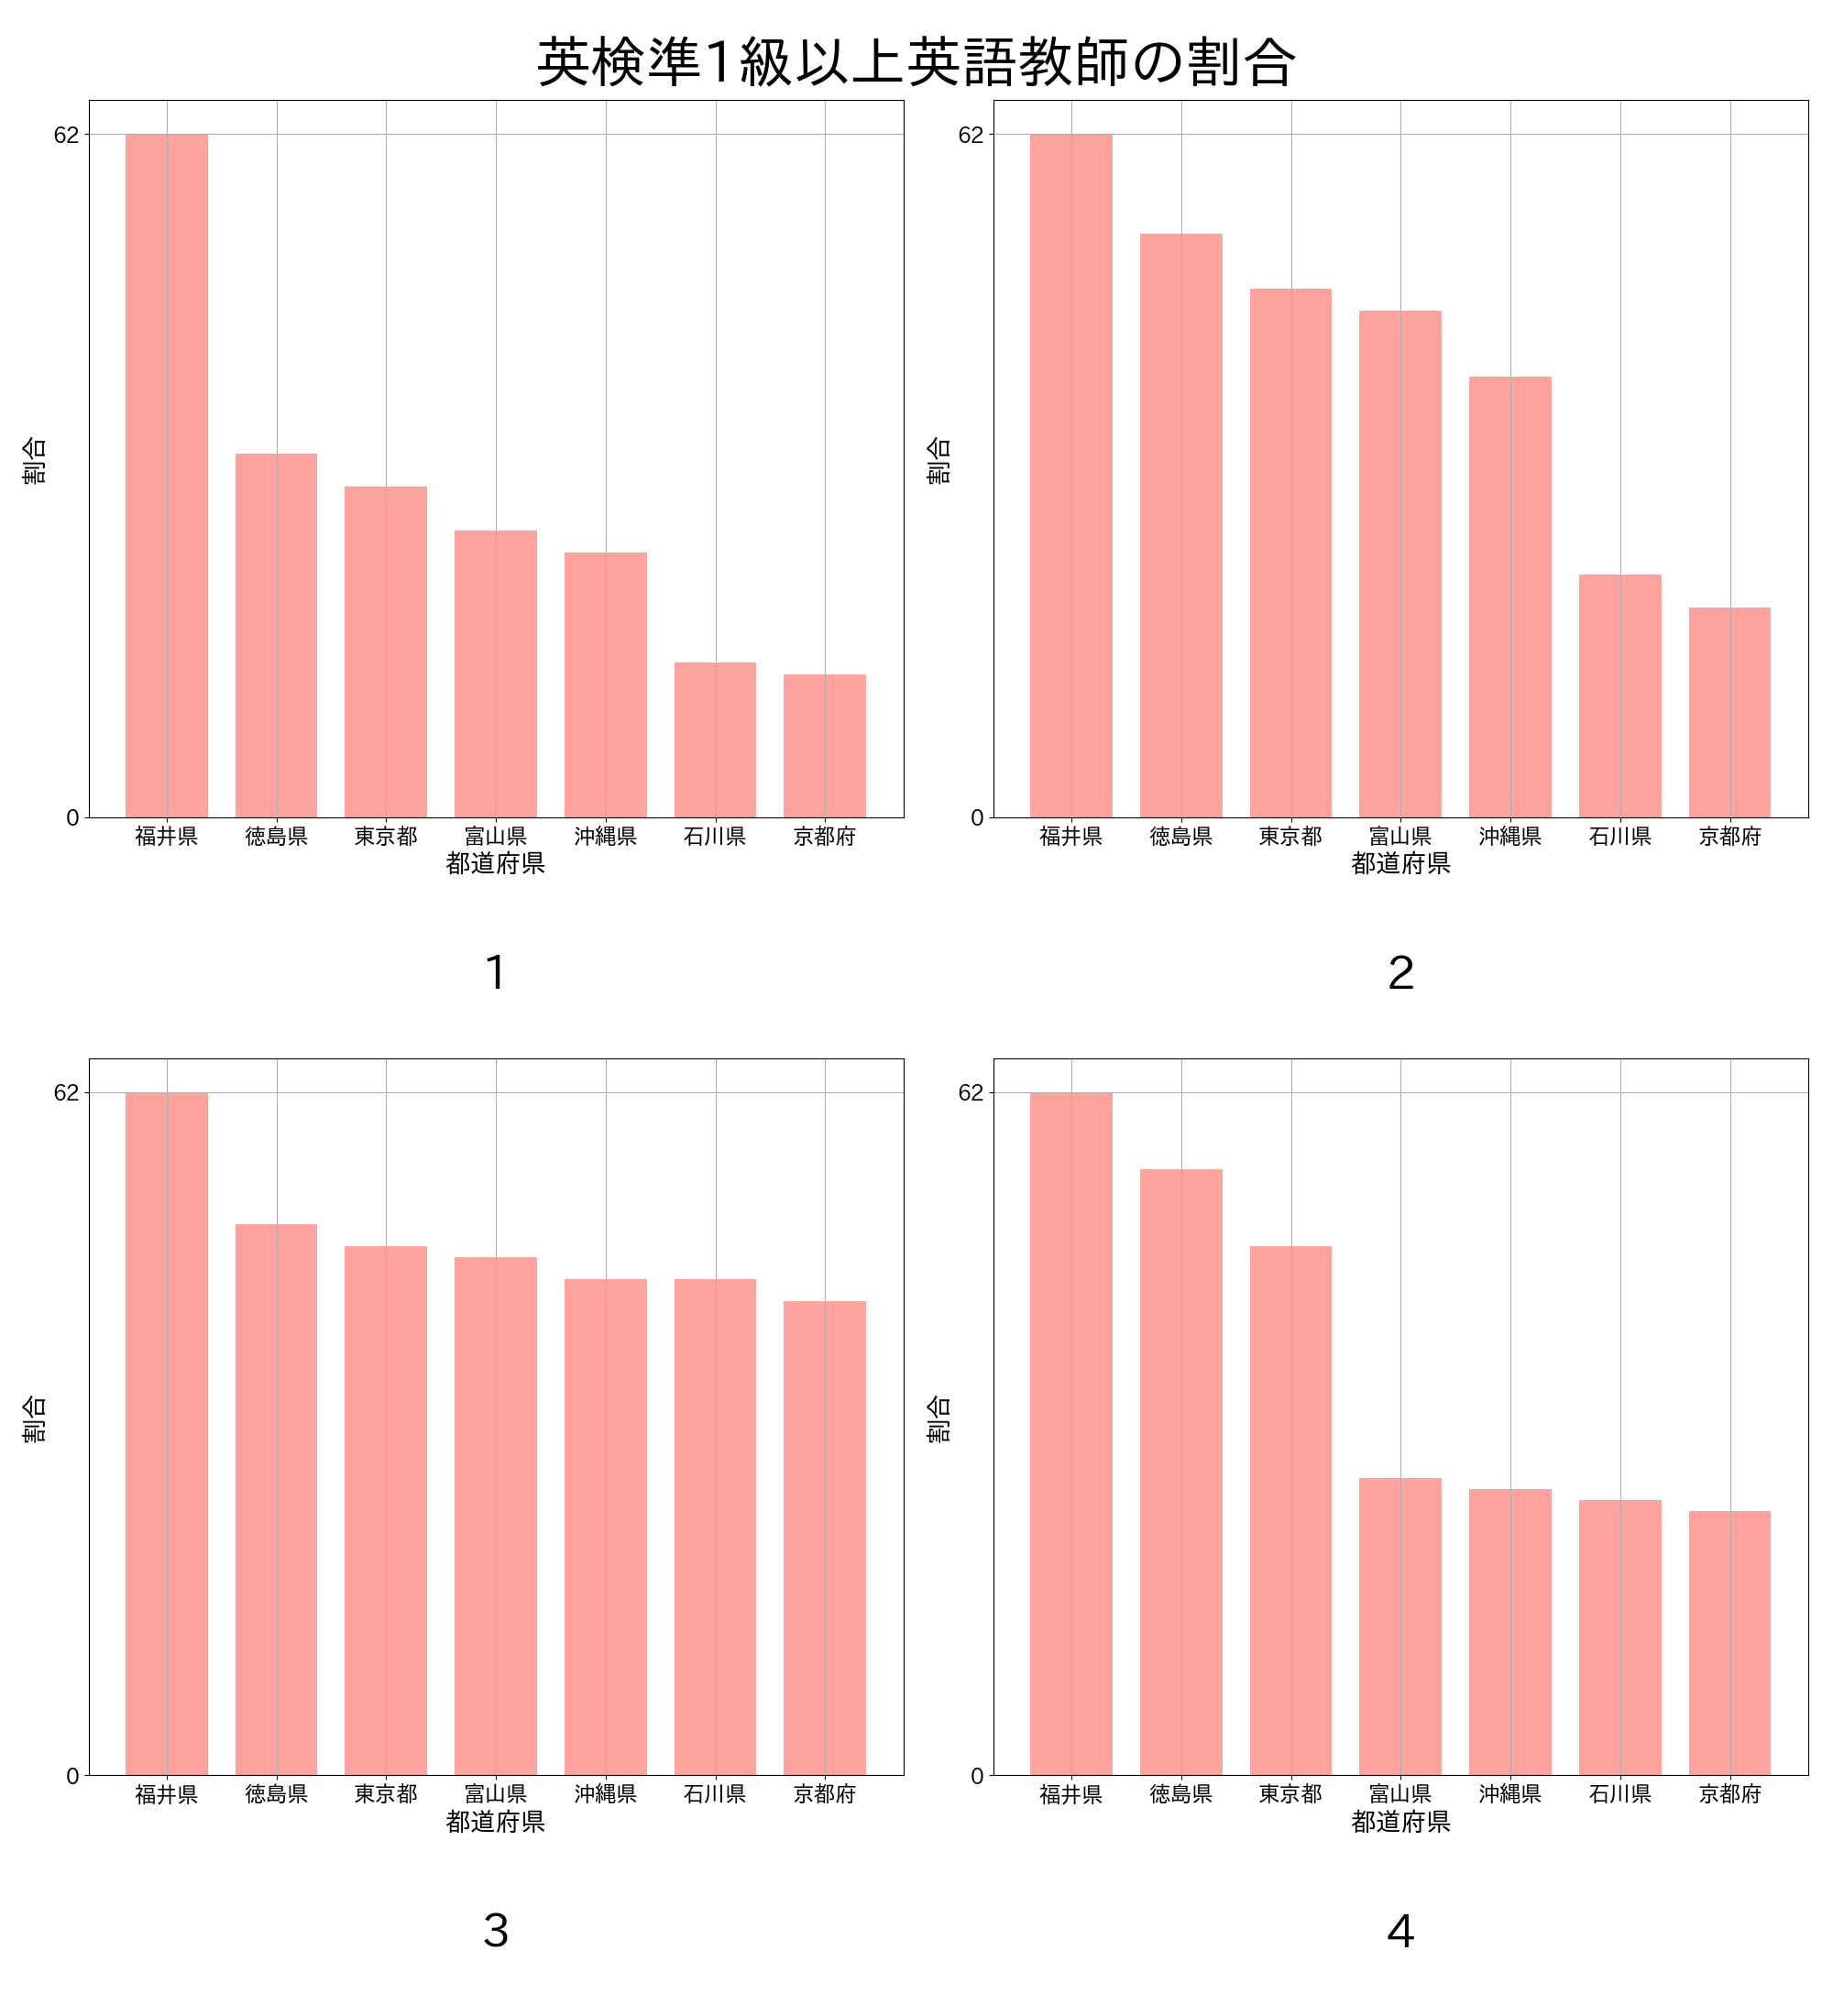 英検準1級以上英語教師の割合
62
0
割合
福井県 徳島県 東京都 富山県 沖縄県 石川県 京都府
都道府県
1
62
0
割合
福井県 徳島県 東京都 富山県 沖縄県 石川県 京都府
都道府県
2
62
0
割合
福井県 徳島県 東京都 富山県 沖縄県 石川県 京都府
都道府県
3
62
0
割合
福井県 徳島県 東京都 富山県 沖縄県 石川県 京都府
都道府県
4